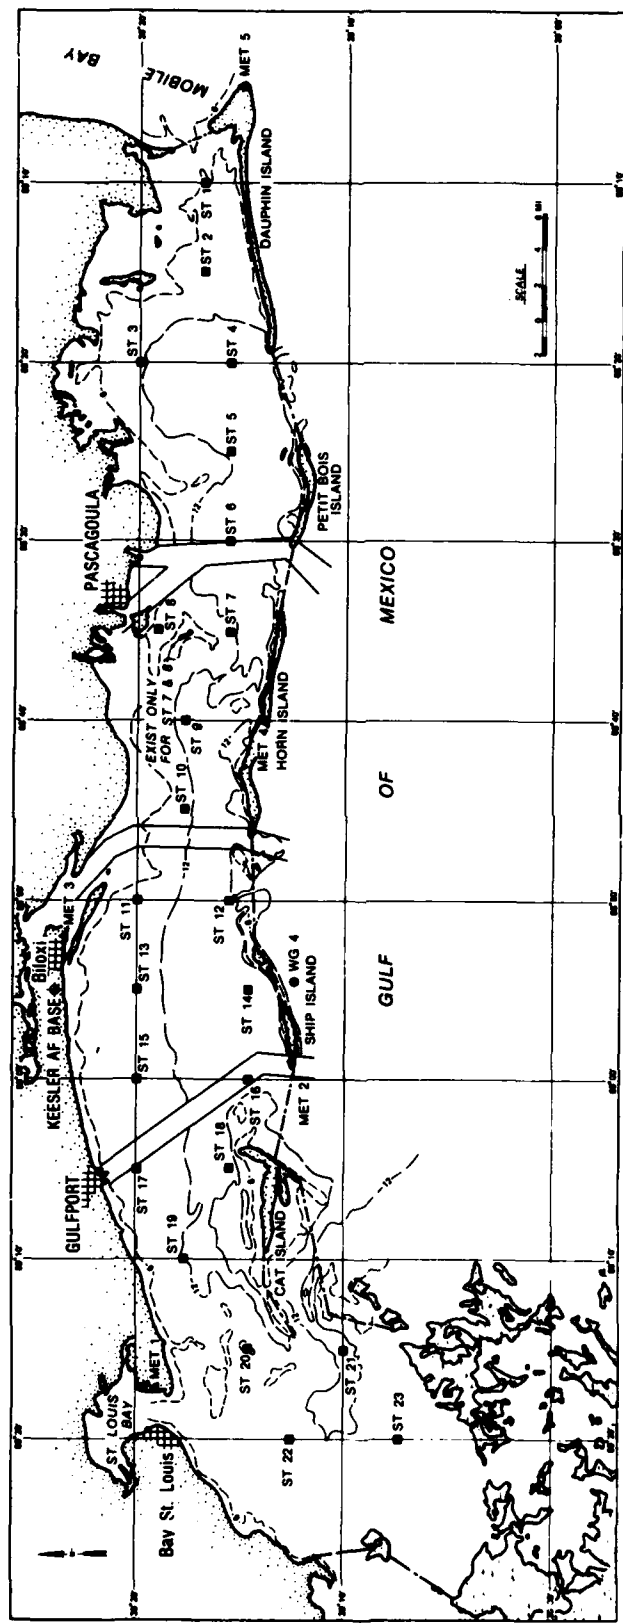 BAY
MOBILE
MET 5
DAUPHIN ISLAND
ST 2
ST 3
ST 4
ST 5
ST 6
PETIT BOIS
ISLAND
PASCAGOULA
ST 8
ST 7
EXIST ONLY
FOR ST 7 & 8
ST 9
ST 10
MET 4
HORN ISLAND
MET 3
ST 11
ST 12
Biloxi
KEESLER AF BASE
ST 13
ST 14
WG 4
SHIP ISLAND
ST 15
ST 16
MET 2
GULFPORT
ST 17
ST 18
ST 19
CAT ISLAND
MET 1
ST 20
ST 21
ST. LOUIS
BAY
Bay St. Louis
ST 22
ST 23
GULF
OF
MEXICO
SCALE